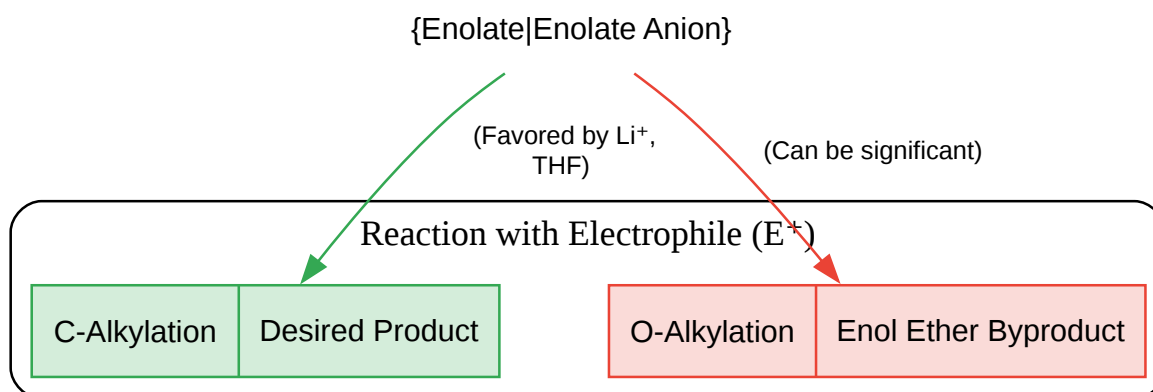 {Enolate|Enolate Anion}
(Favored by Li⁺,
THF)
(Can be significant)
Reaction with Electrophile (E⁺)
C-Alkylation
Desired Product
O-Alkylation
Enol Ether Byproduct